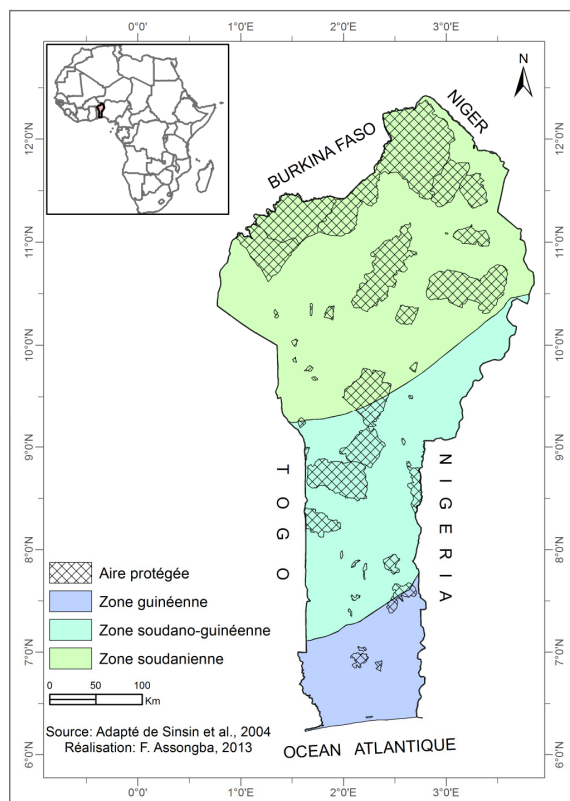 0°0' 1°0'E 2°0'E 3°0'E
N
NIGER
BURKINA FASO
12°0'N 12°0'N
11°0'N 11°0'N
10°0'N 10°0'N
9°0'N 9°0'N
TOGO
NIGERIA
8°0'N 8°0'N
7°0'N 7°0'N
6°0'N 6°0'N
Aire protégée
Zone guinéenne
Zone soudano-guinéenne
Zone soudanienne
0 50 100
Km
Source: Adapté de Sinsin et al., 2004
Réalisation: F. Assongba, 2013
OCEAN ATLANTIQUE
0°0' 1°0'E 2°0'E 3°0'E